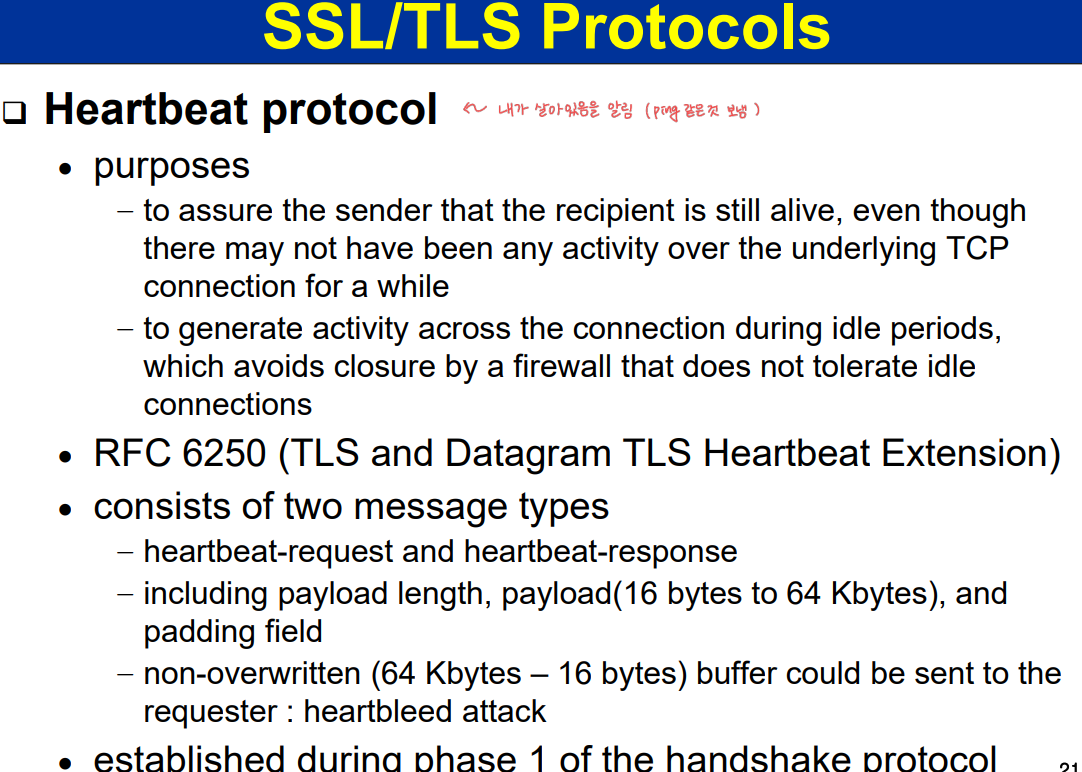 SSL/TLS Protocols
Heartbeat protocol ← 내가 살아있음을 알림 (ping 같은것 보냄)
• purposes
– to assure the sender that the recipient is still alive, even though
there may not have been any activity over the underlying TCP
connection for a while
– to generate activity across the connection during idle periods,
which avoids closure by a firewall that does not tolerate idle
connections
• RFC 6250 (TLS and Datagram TLS Heartbeat Extension)
• consists of two message types
– heartbeat-request and heartbeat-response
– including payload length, payload(16 bytes to 64 Kbytes), and
padding field
– non-overwritten (64 Kbytes – 16 bytes) buffer could be sent to the
requester : heartbleed attack
• established during phase 1 of the handshake protocol
21